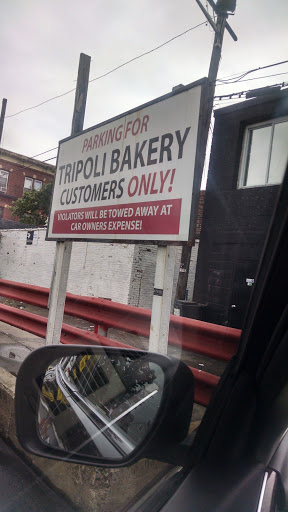 PARKING FOR
TRIPOLI BAKERY
CUSTOMERS ONLY!
VIOLATORS WILL BE TOWED AWAY AT
CAR OWNERS EXPENSE!